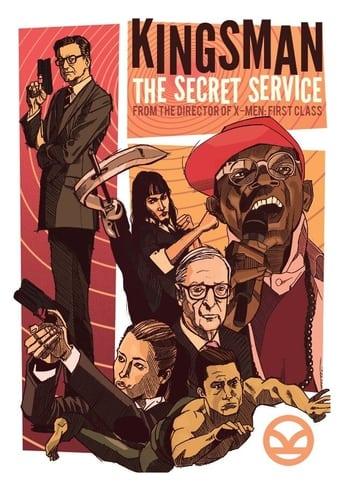 KINGSMAN
THE SECRET SERVICE
FROM THE DIRECTOR OF X-MEN: FIRST CLASS